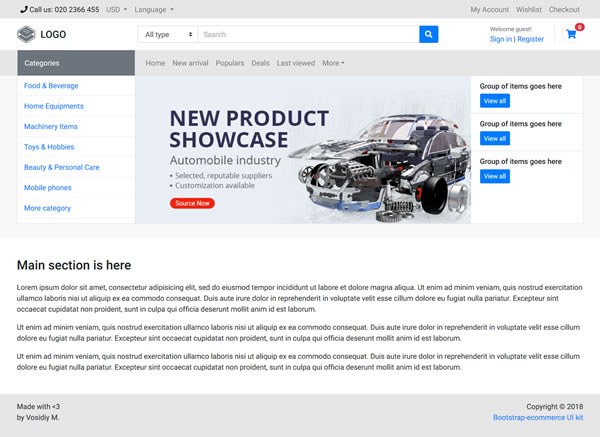 Call us: 020 2366 455 USD Language My Account Wishlist Checkout
LOGO All type Search Welcome guest! 0
Sign in | Register
Categories Home New arrival Populars Deals Last viewed More
Food & Beverage
Home Equipments
Machinery Items
Toys & Hobbies
Beauty & Personal Care
Mobile phones
More category
NEW PRODUCT
SHOWCASE
Automobile industry
• Selected, reputable suppliers
• Customization available
Source Now
Group of items goes here
View all
Group of items goes here
View all
Group of items goes here
View all
Main section is here
Lorem ipsum dolor sit amet, consectetur adipisicing elit, sed do eiusmod tempor incididunt ut labore et dolore magna aliqua. Ut enim ad minim veniam, quis nostrud exercitation
ullamco laboris nisi ut aliquip ex ea commodo consequat. Duis aute irure dolor in reprehenderit in voluptate velit esse cillum dolore eu fugiat nulla pariatur. Excepteur sint
occaecat cupidatat non proident, sunt in culpa qui officia deserunt mollit anim id est laborum.
Ut enim ad minim veniam, quis nostrud exercitation ullamco laboris nisi ut aliquip ex ea commodo consequat. Duis aute irure dolor in reprehenderit in voluptate velit esse cillum
dolore eu fugiat nulla pariatur. Excepteur sint occaecat cupidatat non proident, sunt in culpa qui officia deserunt mollit anim id est laborum.
Ut enim ad minim veniam, quis nostrud exercitation ullamco laboris nisi ut aliquip ex ea commodo consequat. Duis aute irure dolor in reprehenderit in voluptate velit esse cillum
dolore eu fugiat nulla pariatur. Excepteur sint occaecat cupidatat non proident, sunt in culpa qui officia deserunt mollit anim id est laborum.
Made with <3 Copyright © 2018
by Vosidiy M. Bootstrap-ecommerce UI kit